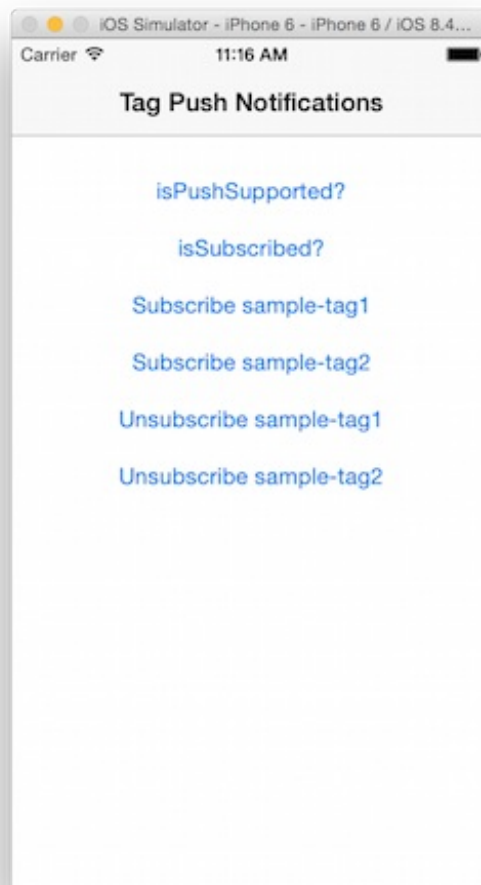 iOS Simulator - iPhone 6 - iPhone 6 / iOS 8.4...
Carrier 11:16 AM
Tag Push Notifications
isPushSupported?
isSubscribed?
Subscribe sample-tag1
Subscribe sample-tag2
Unsubscribe sample-tag1
Unsubscribe sample-tag2